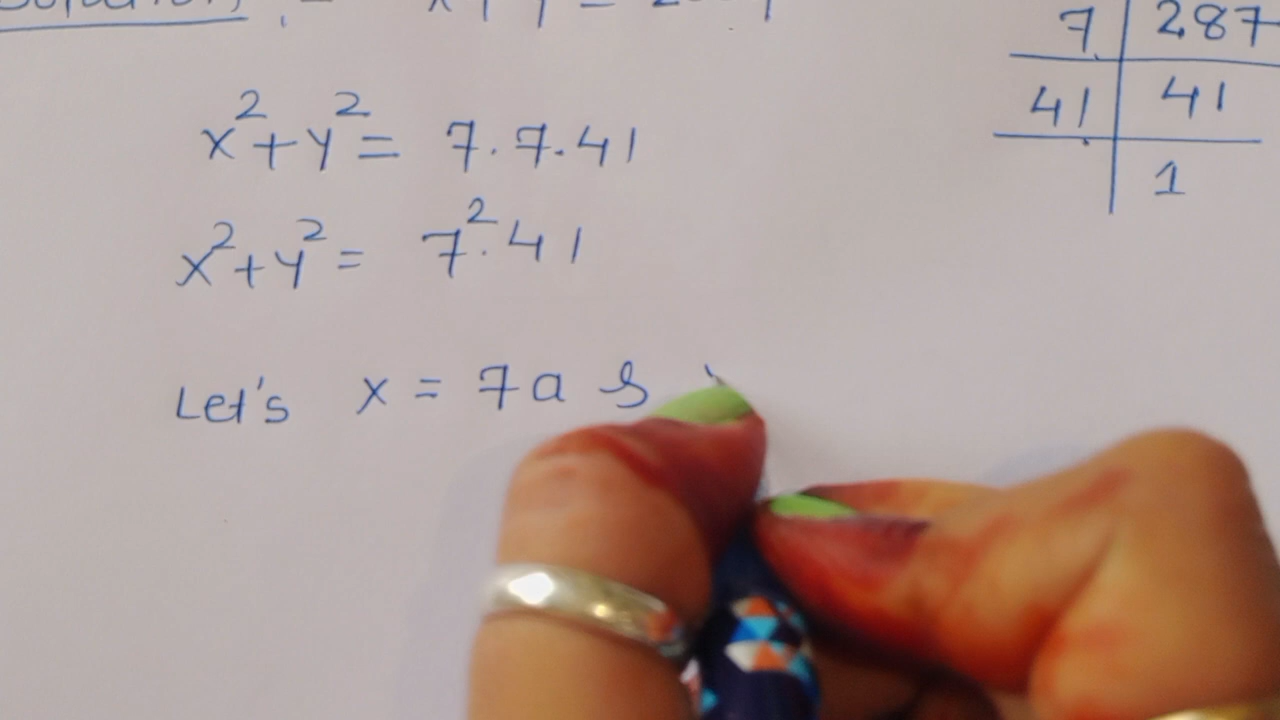 x²+y²= 7.7.41
x²+y²= 7².41
Let's x = 7a &
7 | 287
41 | 41
1